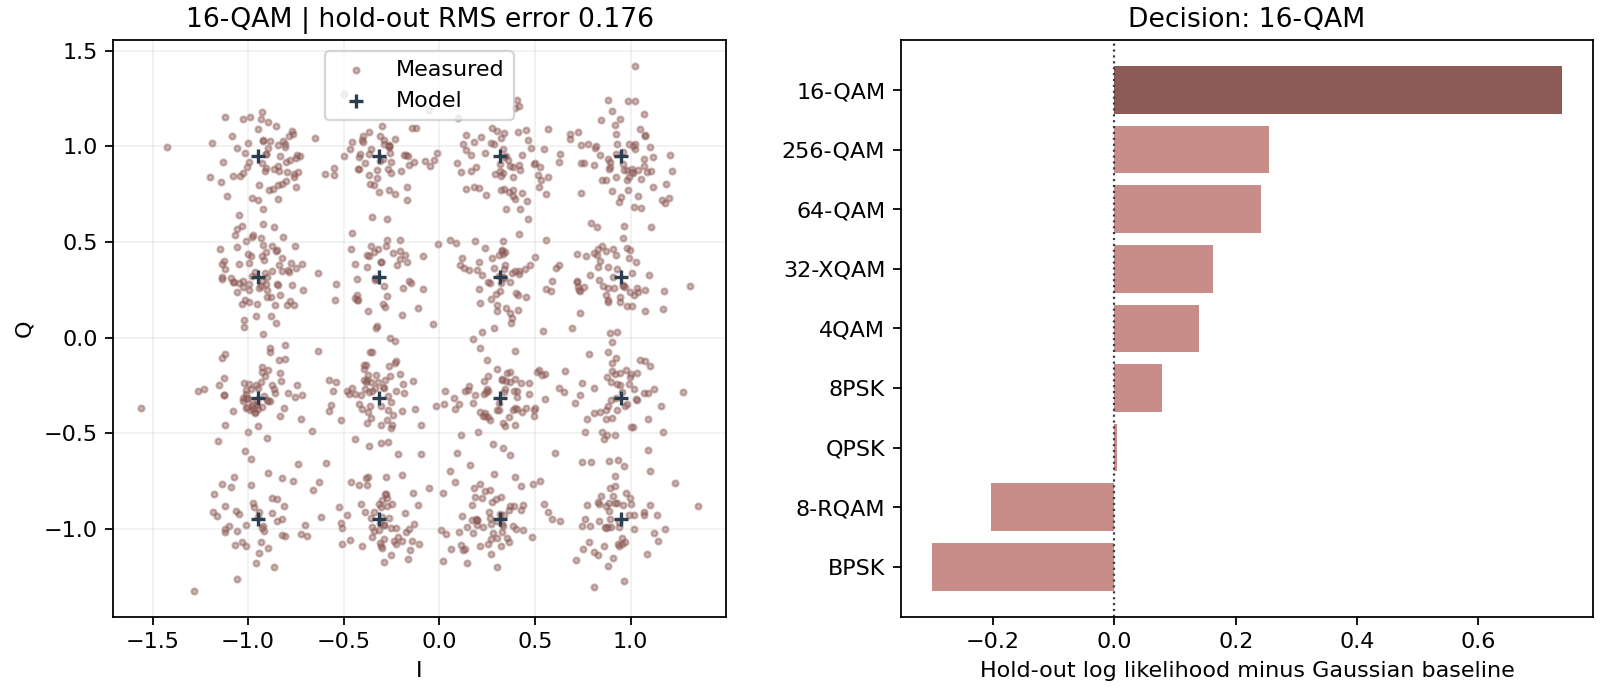 16-QAM | hold-out RMS error 0.176
Measured
Model
1.5
1.0
0.5
0.0
−0.5
−1.0
Q
−1.5
−1.0
−0.5
0.0
0.5
1.0
I
Decision: 16-QAM
16-QAM
256-QAM
64-QAM
32-XQAM
4QAM
8PSK
QPSK
8-RQAM
BPSK
−0.2
0.0
0.2
0.4
0.6
Hold-out log likelihood minus Gaussian baseline